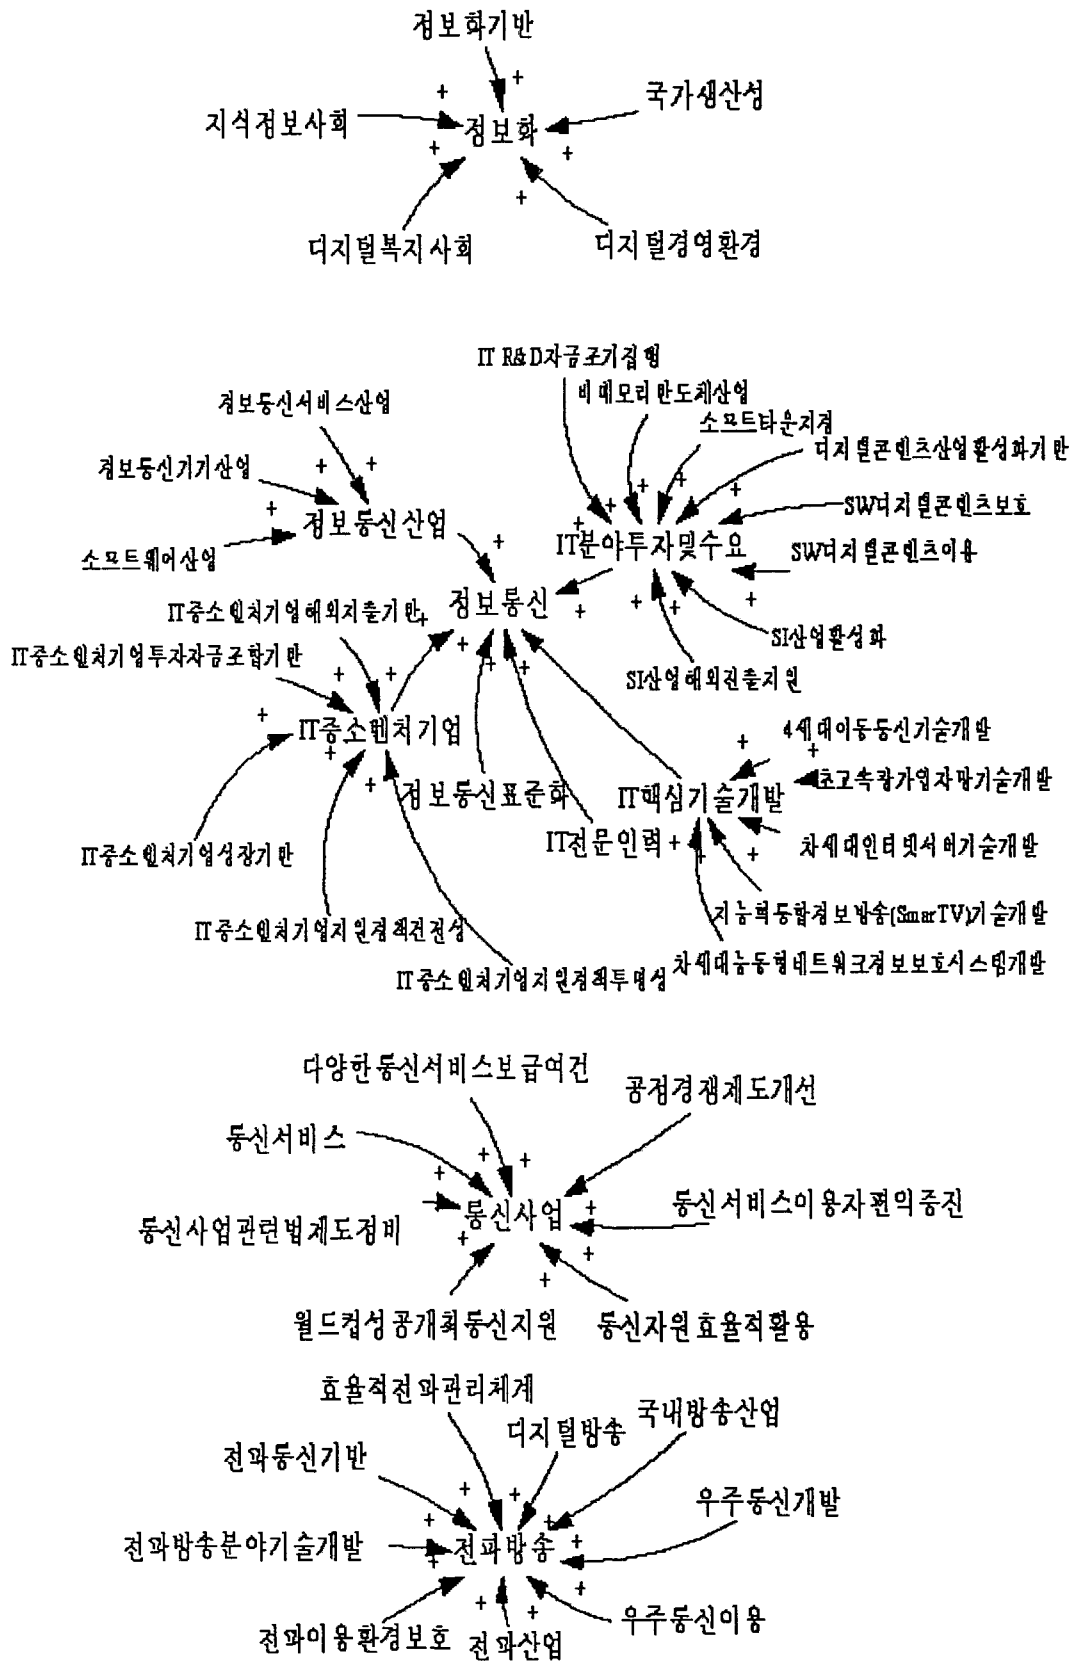 정보화기반
국가생산성
지식정보사회
정보화
디지털복지사회
디지털경영환경
IT R&D자금조기집행
비메모리반도체산업
정보통신서비스산업
소프트타운지정
디지털콘텐츠산업활성화기반
정보통신기기산업
SW디지털콘텐츠보호
정보통신산업
IT분야투자및수요
SW디지털콘텐츠이용
소프트웨어산업
정보통신
IT중소벤처기업해외진출기반
SI산업활성화
IT중소벤처기업투자자금조합기반
SI산업해외진출지원
IT중소벤처기업
4세대이동통신기술개발
초고속광가입자망기술개발
정보통신표준화
IT핵심기술개발
IT전문인력
차세대인터넷서버기술개발
IT중소벤처기업성장기반
지능형통합정보방송(SmarTV)기술개발
IT중소벤처기업지원정책건전성
차세대능동형네트워크정보보호시스템개발
IT중소벤처기업지원정책투명성
다양한통신서비스보급여건
공정경쟁제도개선
통신서비스
통신사업
통신서비스이용자편익증진
통신사업관련법제도정비
월드컵성공개최통신지원
통신자원효율적활용
효율적전파관리체계
국내방송산업
디지털방송
전파통신기반
우주통신개발
전파방송분야기술개발
전파방송
우주통신이용
전파이용환경보호
전파산업